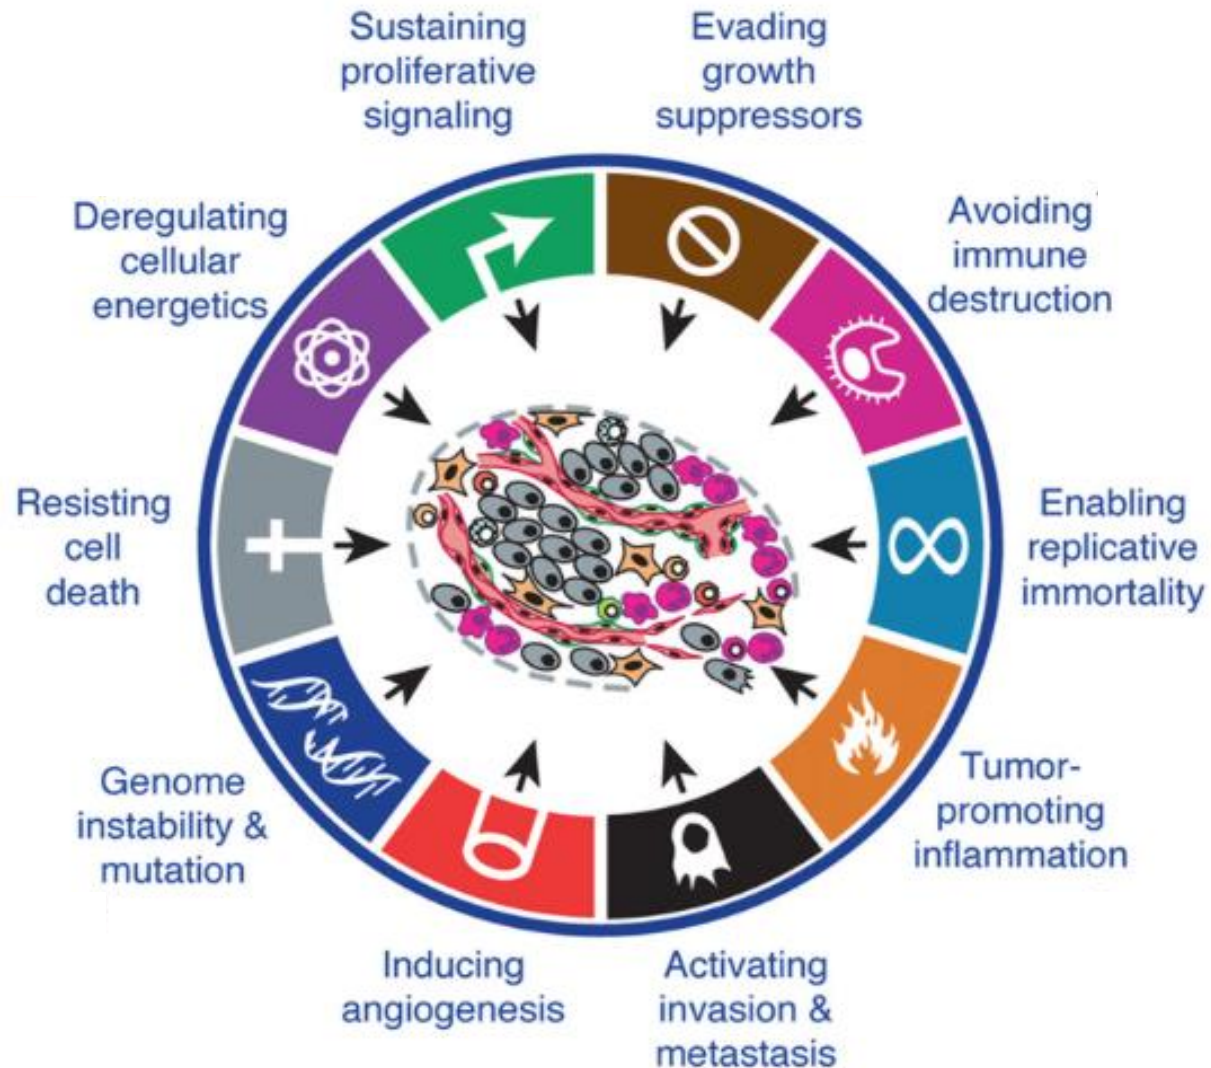 Sustaining
proliferative
signaling
Evading
growth
suppressors
Avoiding
immune
destruction
Enabling
replicative
immortality
Tumor-
promoting
inflammation
Activating
invasion &
metastasis
Inducing
angiogenesis
Genome
instability &
mutation
Resisting
cell
death
Deregulating
cellular
energetics